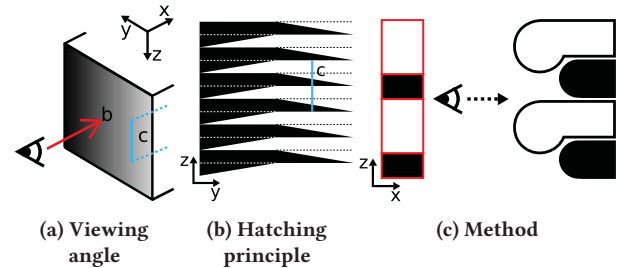 x
y
z
b
c
c
z
y
z
x
(a) Viewing
angle
(b) Hatching
principle
(c) Method